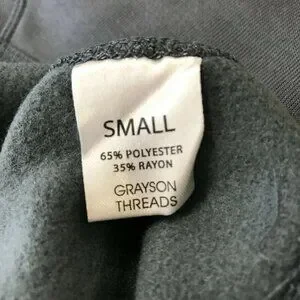 SMALL
65% POLYESTER
35% RAYON
GRAYSON
THREADS